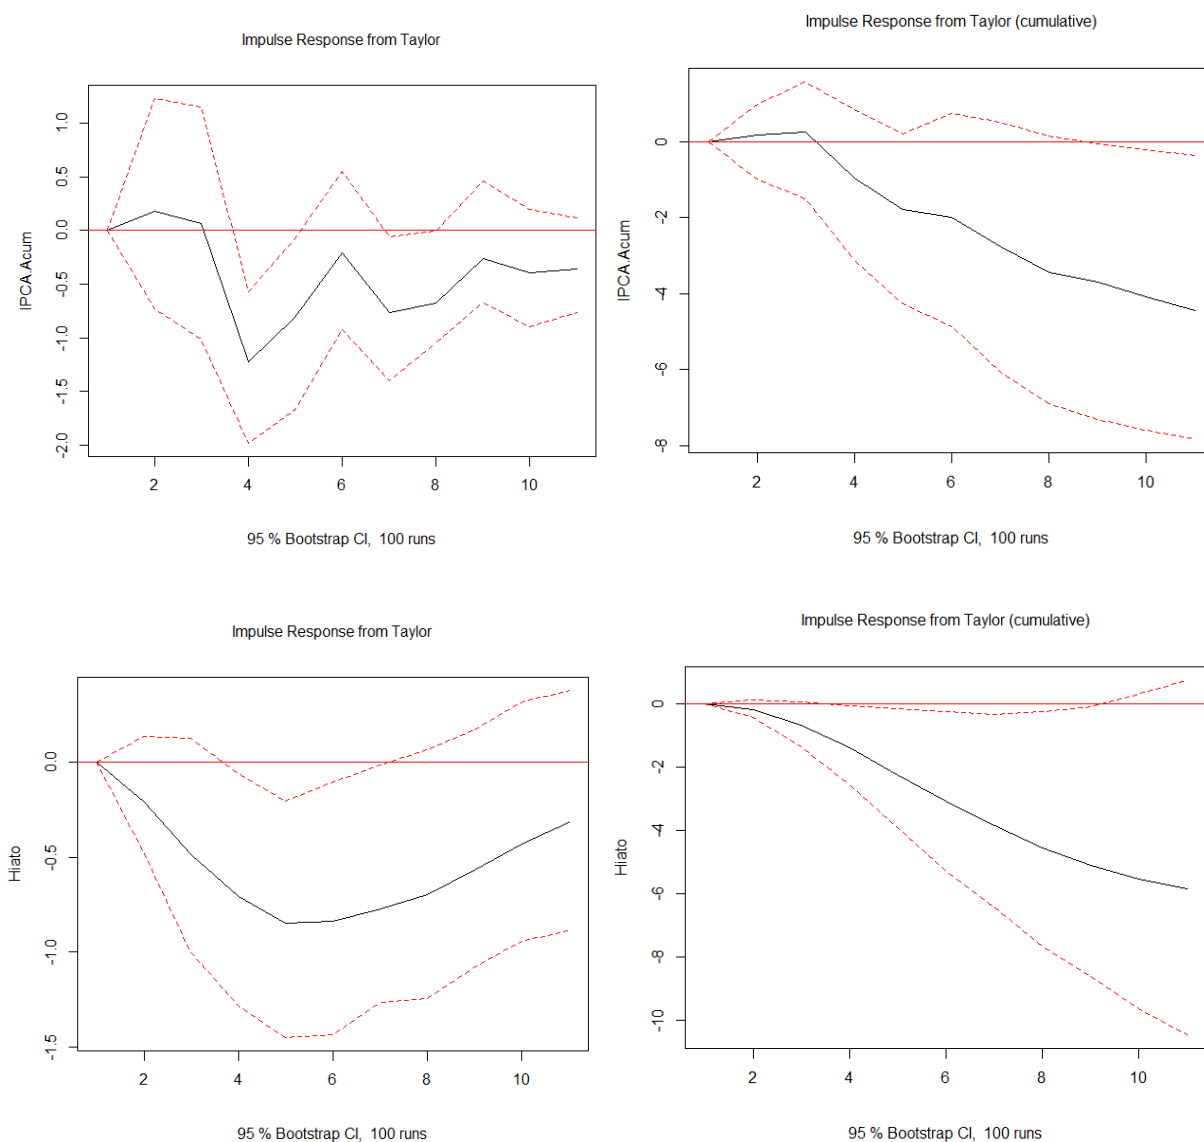 Impulse Response from Taylor
IPCA.Acum
1.0
0.5
0.0
-0.5
-1.0
-1.5
-2.0
2 4 6 8 10
95 % Bootstrap CI, 100 runs
Impulse Response from Taylor (cumulative)
IPCA.Acum
0
-2
-4
-6
-8
2 4 6 8 10
95 % Bootstrap CI, 100 runs
Impulse Response from Taylor
Hiato
0.0
-0.5
-1.0
-1.5
2 4 6 8 10
95 % Bootstrap CI, 100 runs
Impulse Response from Taylor (cumulative)
Hiato
0
-2
-4
-6
-8
-10
2 4 6 8 10
95 % Bootstrap CI, 100 runs